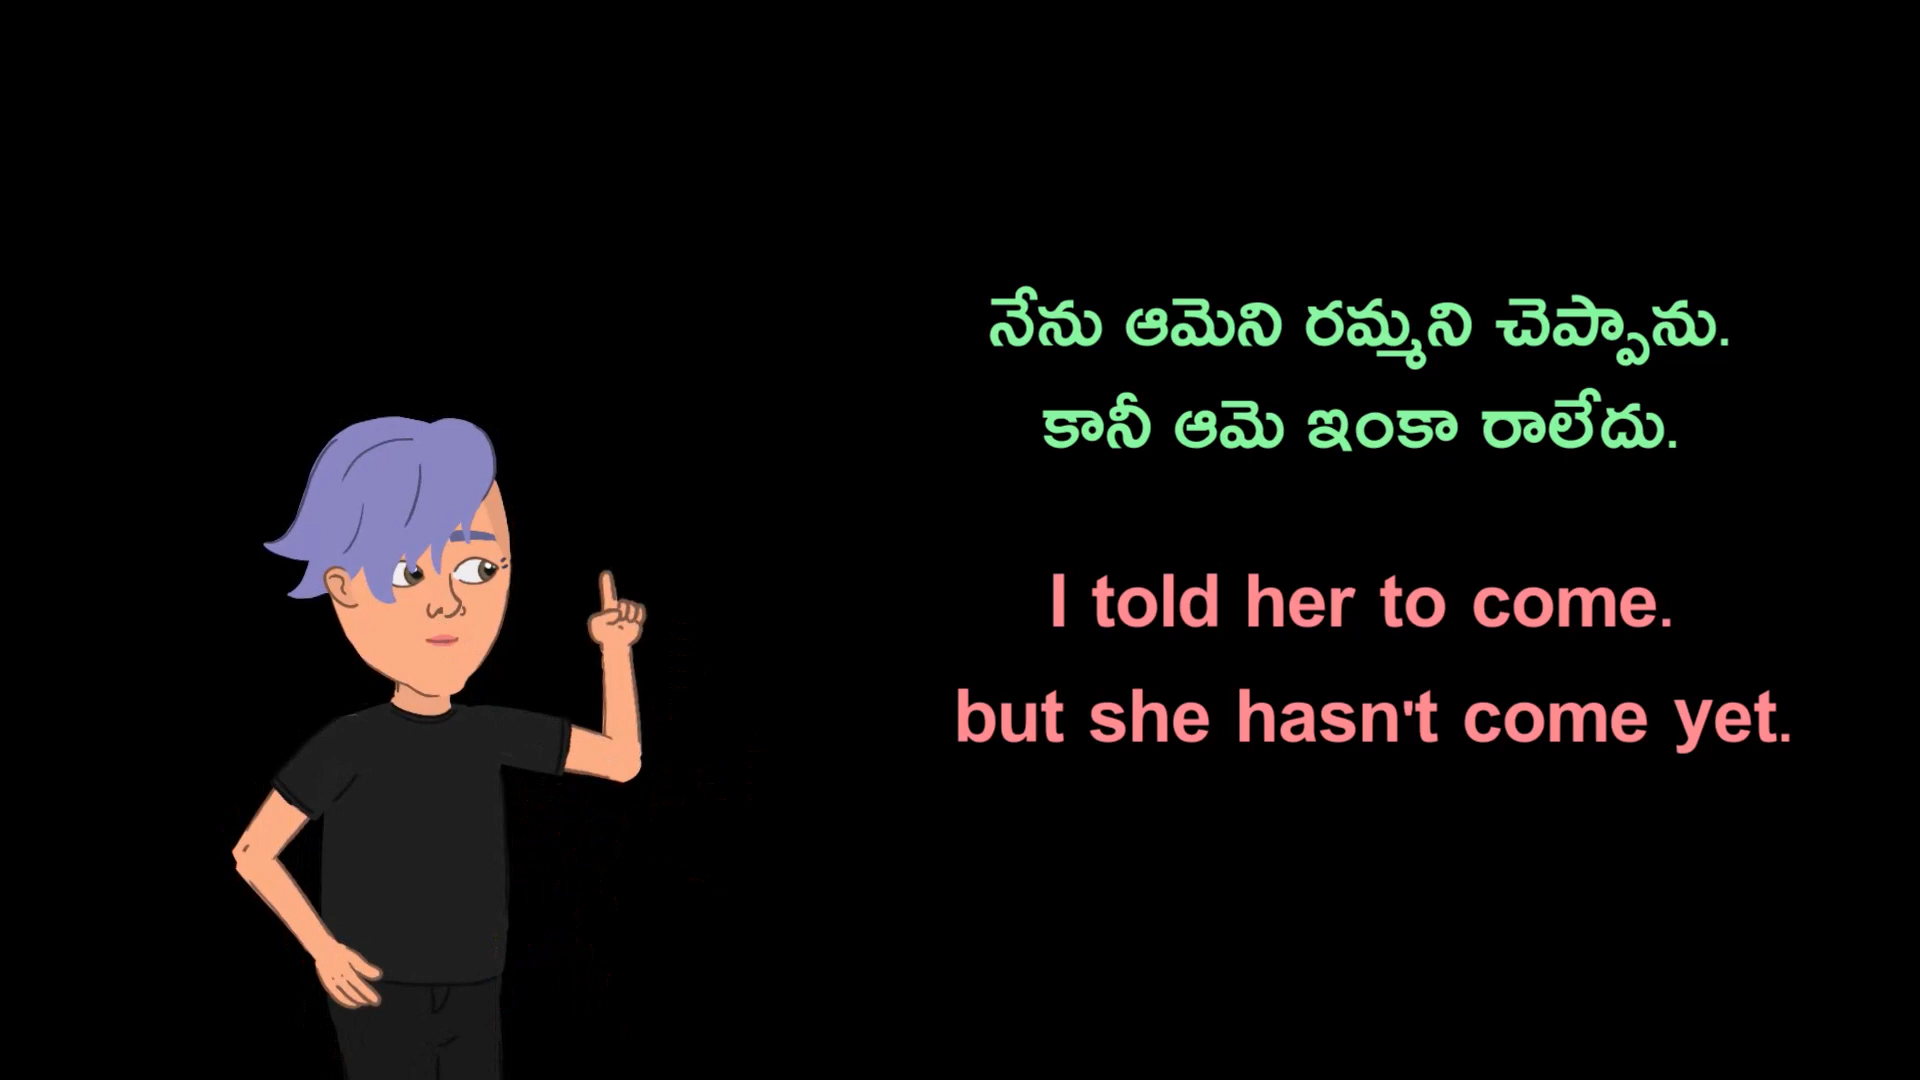 నేను ఆమెని రమ్మని చెప్పాను.
కానీ ఆమె ఇంకా రాలేదు.
I told her to come.
but she hasn't come yet.